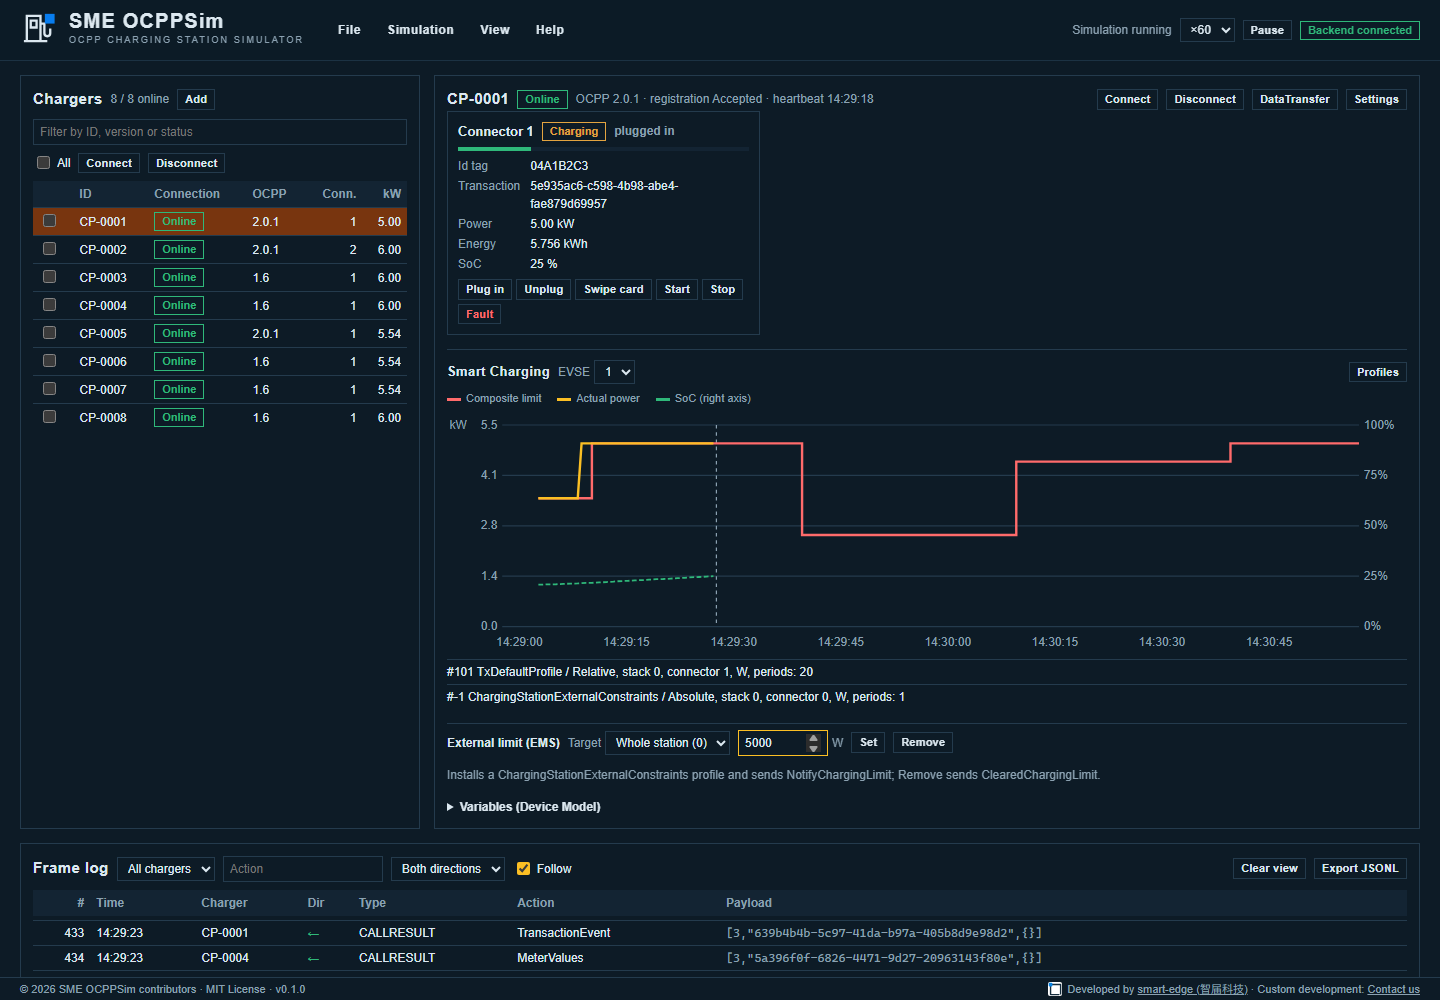 SME OCPPSim
OCPP CHARGING STATION SIMULATOR
File Simulation View Help
Simulation running ×60 Pause Backend connected
Chargers 8 / 8 online Add
Filter by ID, version or status
All Connect Disconnect
ID Connection OCPP Conn. kW
CP-0001 Online 2.0.1 1 5.00
CP-0002 Online 2.0.1 2 6.00
CP-0003 Online 1.6 1 6.00
CP-0004 Online 1.6 1 6.00
CP-0005 Online 2.0.1 1 5.54
CP-0006 Online 1.6 1 5.54
CP-0007 Online 1.6 1 5.54
CP-0008 Online 1.6 1 6.00
CP-0001 Online OCPP 2.0.1 · registration Accepted · heartbeat 14:29:18
Connect Disconnect DataTransfer Settings
Connector 1 Charging plugged in
Id tag 04A1B2C3
Transaction 5e935ac6-c598-4b98-abe4-
fae879d69957
Power 5.00 kW
Energy 5.756 kWh
SoC 25 %
Plug in Unplug Swipe card Start Stop
Fault
Smart Charging EVSE 1 Profiles
Composite limit Actual power SoC (right axis)
kW 5.5 100%
4.1 75%
2.8 50%
1.4 25%
0.0 0%
14:29:00 14:29:15 14:29:30 14:29:45 14:30:00 14:30:15 14:30:30 14:30:45
#101 TxDefaultProfile / Relative, stack 0, connector 1, W, periods: 20
#-1 ChargingStationExternalConstraints / Absolute, stack 0, connector 0, W, periods: 1
External limit (EMS) Target Whole station (0) 5000 W Set Remove
Installs a ChargingStationExternalConstraints profile and sends NotifyChargingLimit; Remove sends ClearedChargingLimit.
Variables (Device Model)
Frame log All chargers Action Both directions Follow Clear view Export JSONL
# Time Charger Dir Type Action Payload
433 14:29:23 CP-0001 ← CALLRESULT TransactionEvent [3,"639b4b4b-5c97-41da-b97a-405b8d9e98d2",{}]
434 14:29:23 CP-0004 ← CALLRESULT MeterValues [3,"5a396f0f-6826-4471-9d27-20963143f80e",{}]
© 2026 SME OCPPSim contributors · MIT License · v0.1.0
Developed by smart-edge (智届科技) · Custom development: Contact us